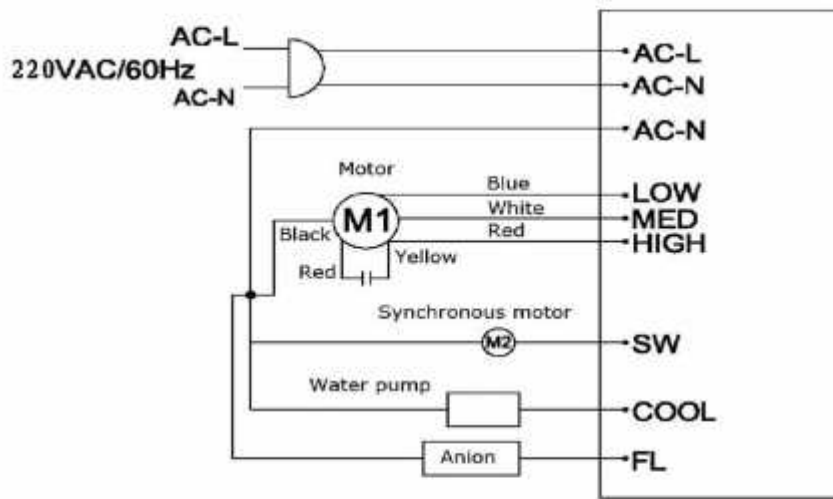 AC-L
220VAC/60Hz
AC-N
AC-L
AC-N
AC-N
Motor
M1
Black
Red
Yellow
Blue
White
Red
LOW
MED
HIGH
Synchronous motor
M2
SW
Water pump
COOL
Anion
FL